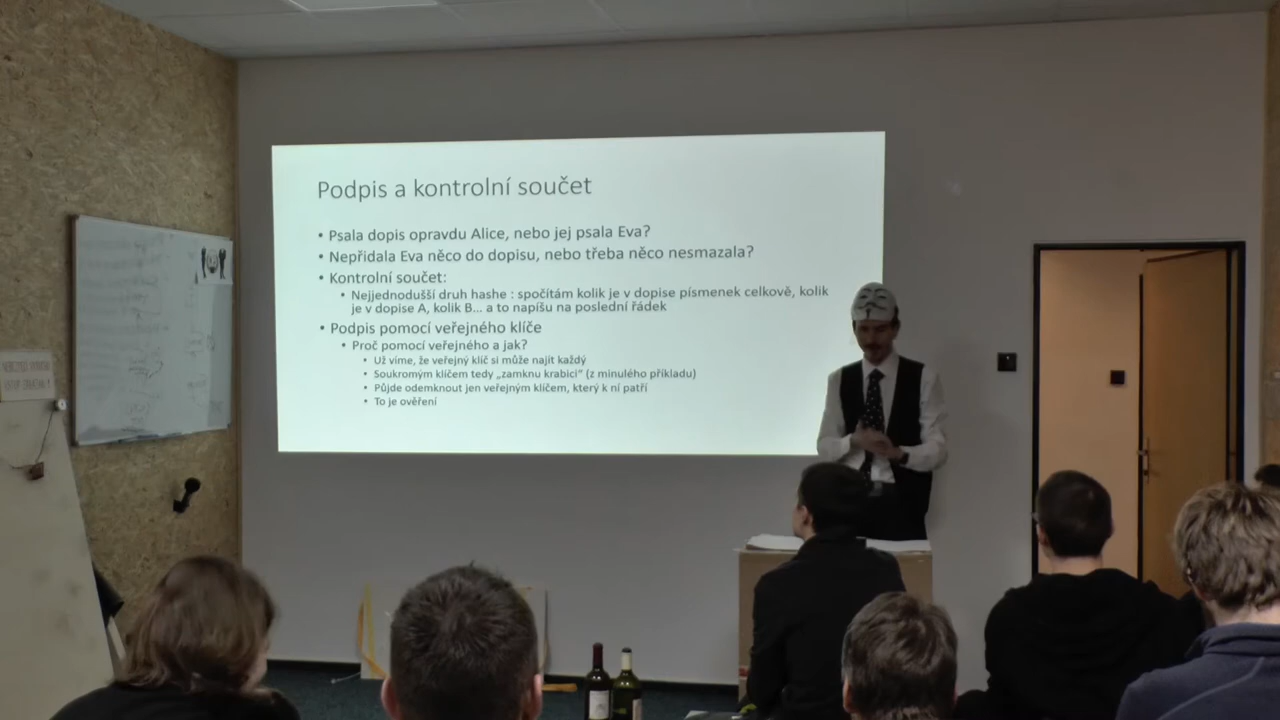 Podpis a kontrolní součet
• Psala dopis opravdu Alice, nebo jej psala Eva?
• Nepřidala Eva něco do dopisu, nebo třeba něco nesmazala?
• Kontrolní součet:
• Nejjednodušší druh hashe : spočítám kolik je v dopise písmenek celkově, kolik
je v dopise A, kolik B... a to napíšu na poslední řádek
• Podpis pomocí veřejného klíče
• Proč pomocí veřejného a jak?
• Už víme, že veřejný klíč si může najít každý
• Soukromým klíčem tedy „zamknu krabici" (z minulého příkladu)
• Půjde odemknout jen veřejným klíčem, který k ní patří
• To je ověření